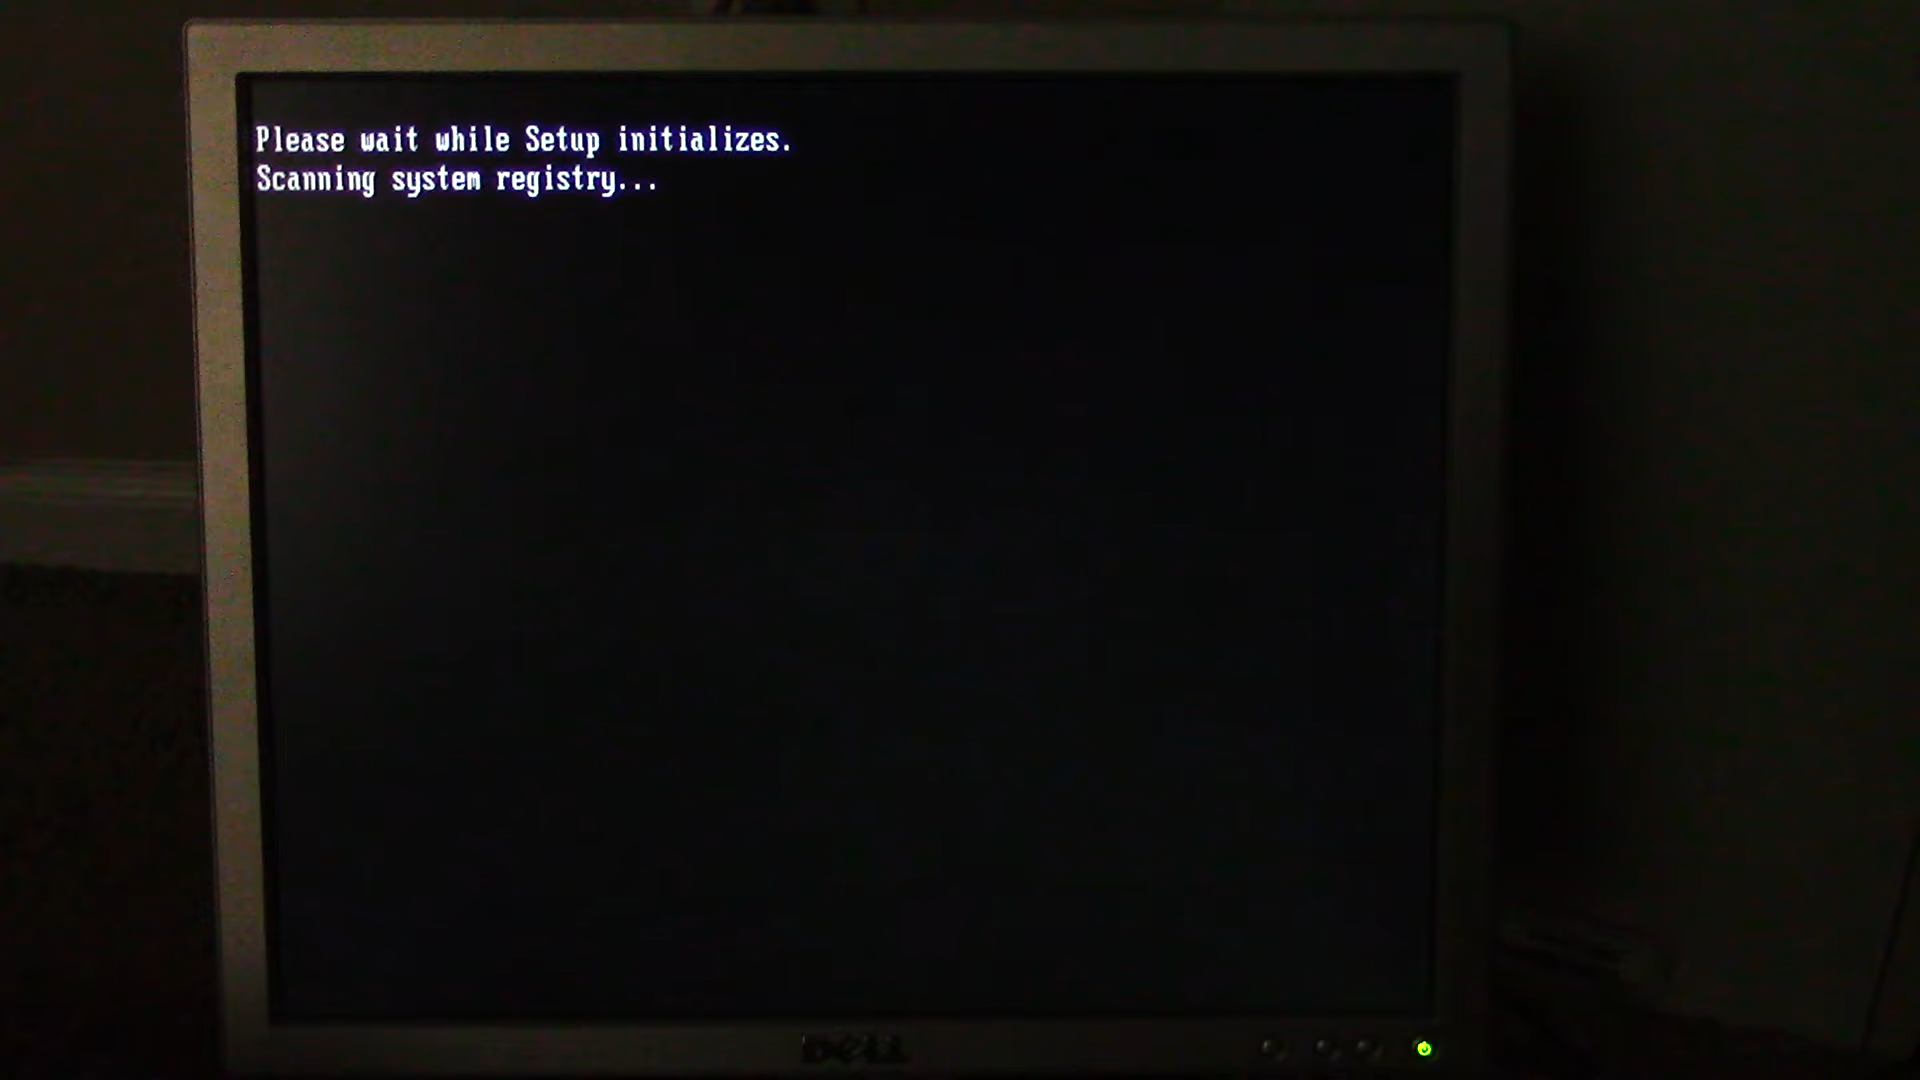 Please wait while Setup initializes.
Scanning system registry...
DELL